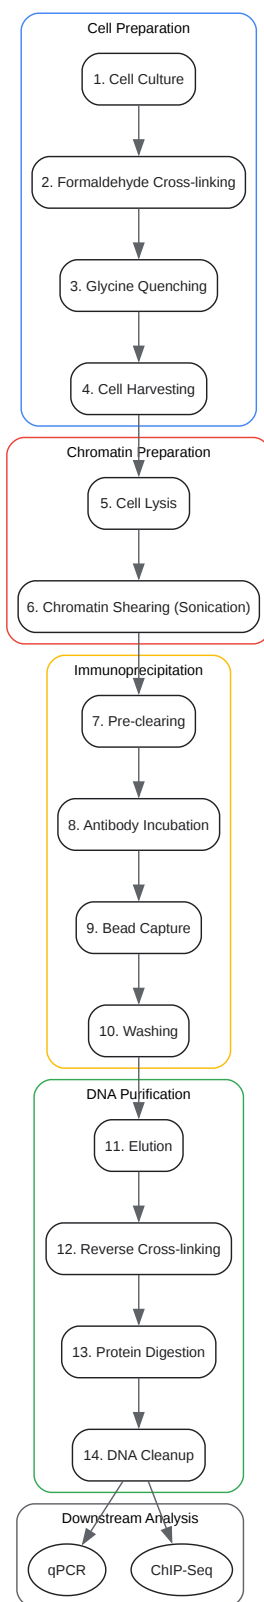 Cell Preparation
1. Cell Culture
2. Formaldehyde Cross-linking
3. Glycine Quenching
4. Cell Harvesting
Chromatin Preparation
5. Cell Lysis
6. Chromatin Shearing (Sonication)
Immunoprecipitation
7. Pre-clearing
8. Antibody Incubation
9. Bead Capture
10. Washing
DNA Purification
11. Elution
12. Reverse Cross-linking
13. Protein Digestion
14. DNA Cleanup
Downstream Analysis
qPCR
ChIP-Seq